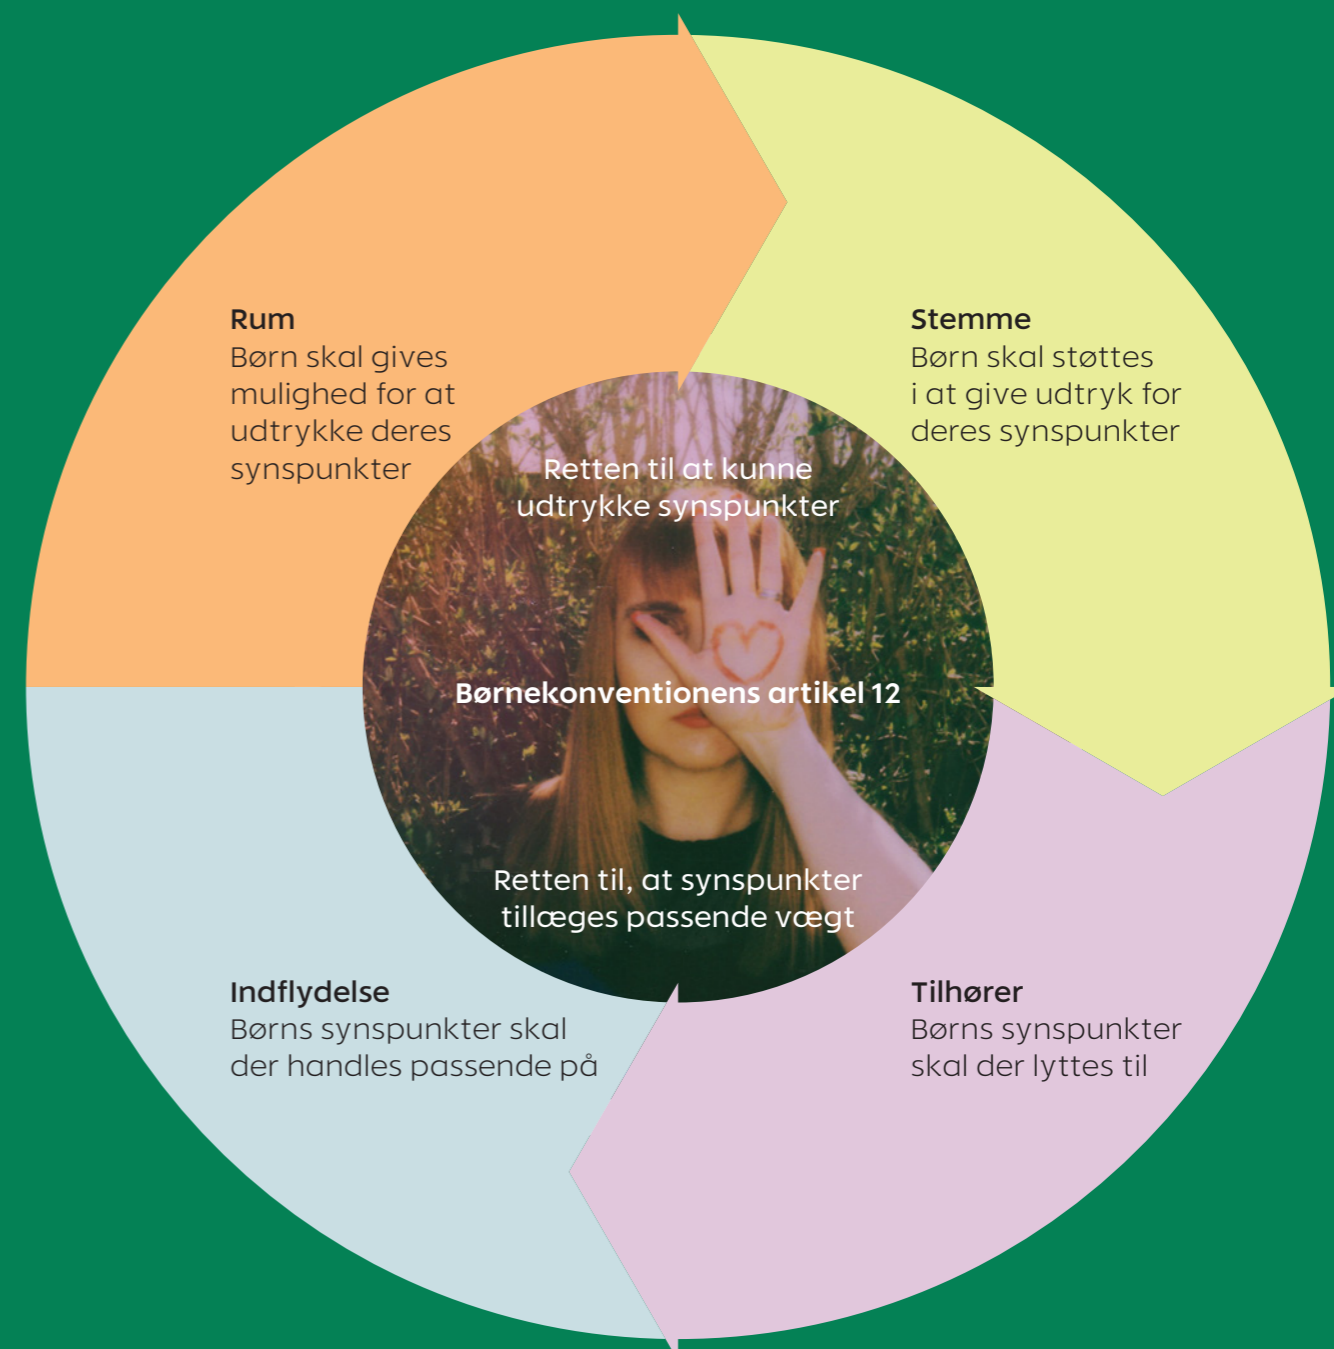 Rum
Børn skal gives
mulighed for at
udtrykke deres
synspunkter
Stemme
Børn skal støttes
i at give udtryk for
deres synspunkter
Retten til at kunne
udtrykke synspunkter
Børnekonventionens artikel 12
Retten til, at synspunkter
tillæges passende vægt
Indflydelse
Børns synspunkter skal
der handles passende på
Tilhører
Børns synspunkter
skal der lyttes til